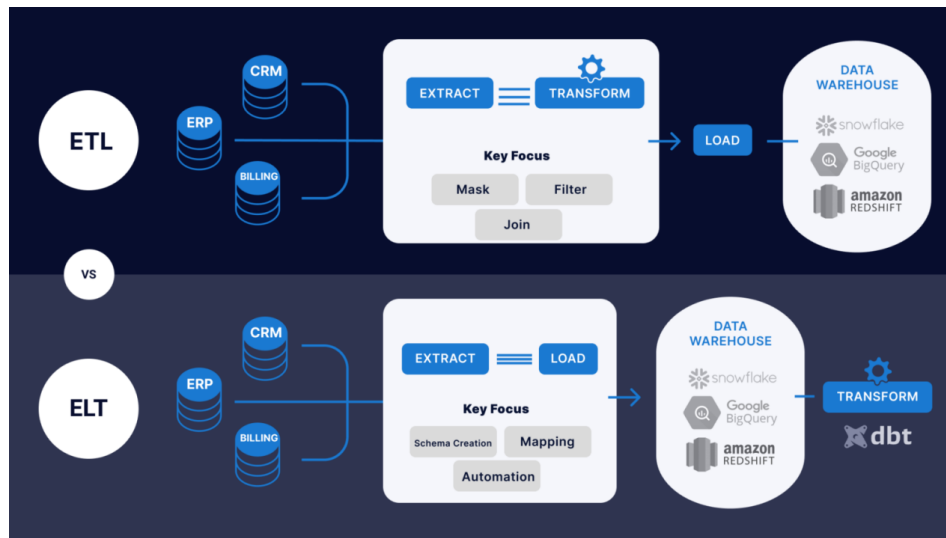 ETL
CRM
ERP
BILLING
EXTRACT
TRANSFORM
Key Focus
Mask
Filter
Join
LOAD
DATA
WAREHOUSE
snowflake
Google
BigQuery
amazon
REDSHIFT
VS
ELT
CRM
ERP
BILLING
EXTRACT
LOAD
Key Focus
Schema Creation
Mapping
Automation
DATA
WAREHOUSE
snowflake
Google
BigQuery
amazon
REDSHIFT
TRANSFORM
dbt